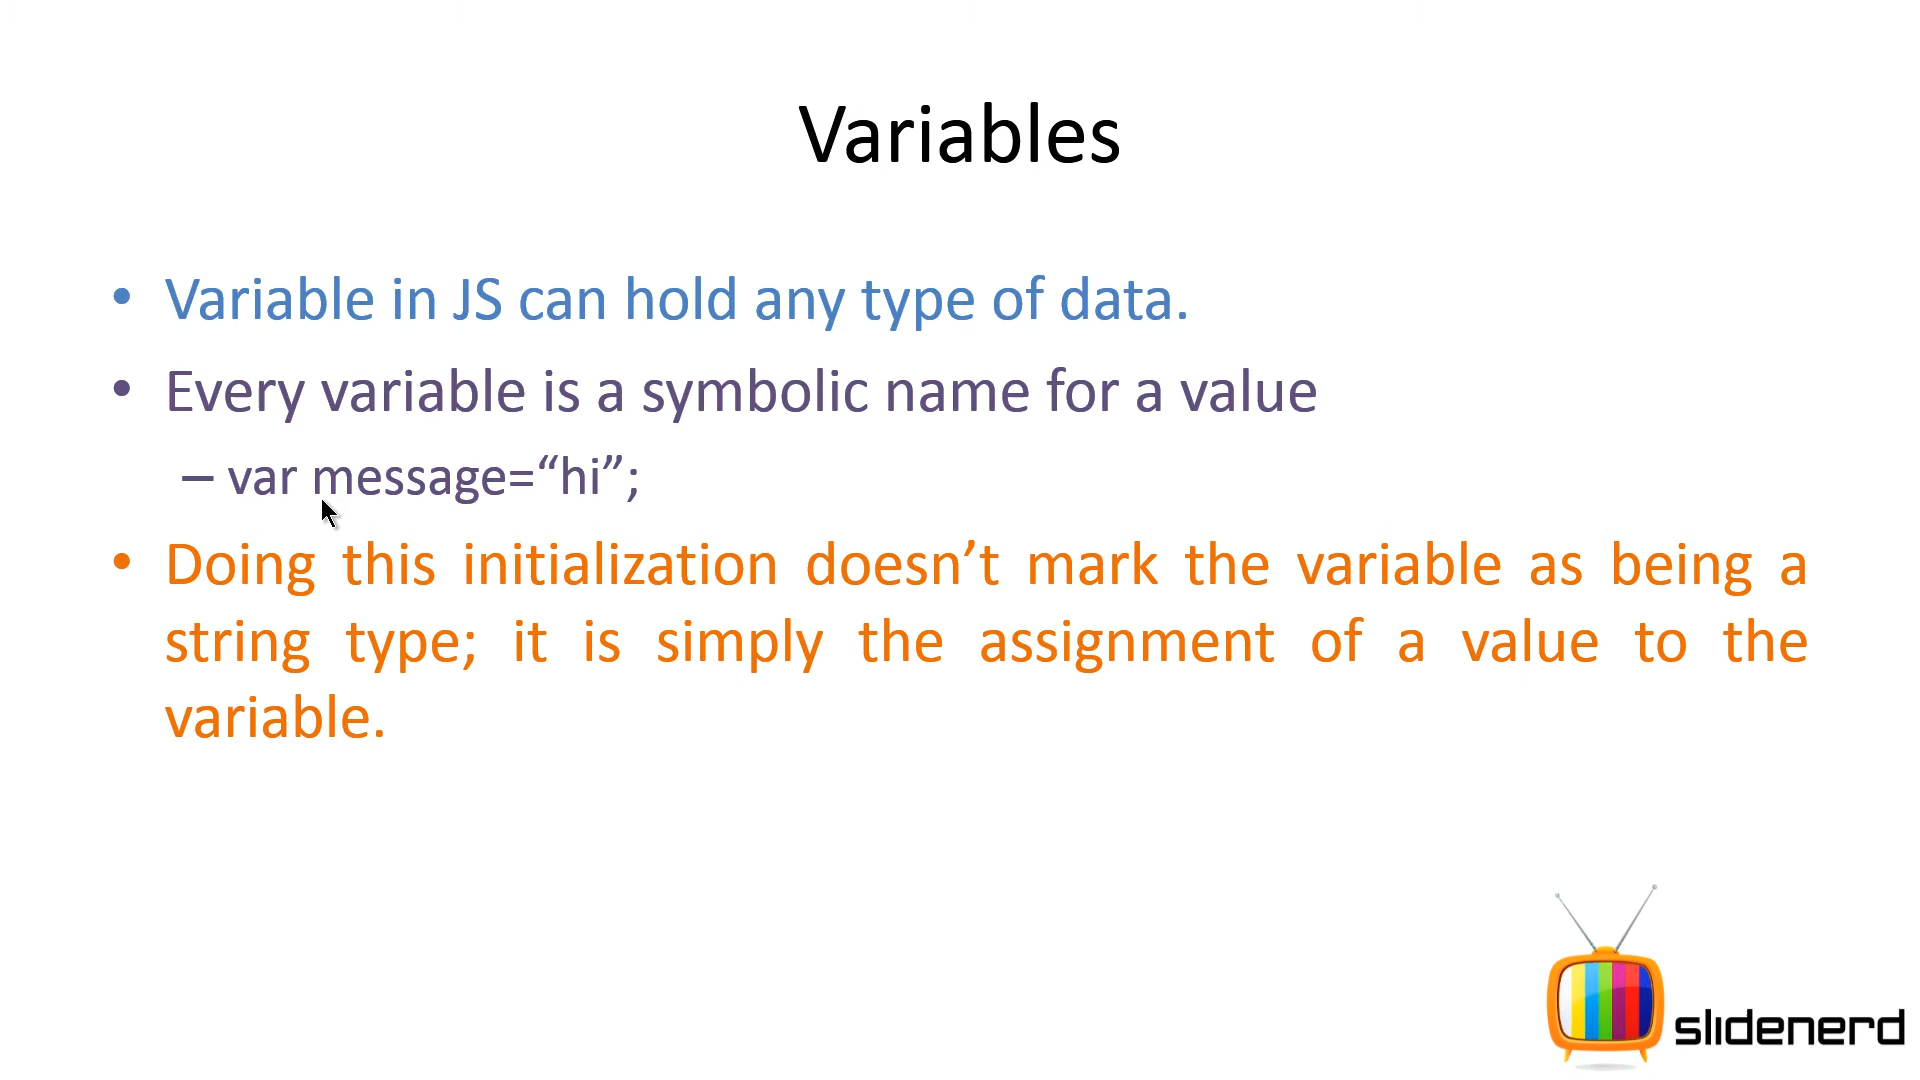 Variables
• Variable in JS can hold any type of data.
• Every variable is a symbolic name for a value
– var message=“hi”;
• Doing this initialization doesn’t mark the variable as being a
string type; it is simply the assignment of a value to the
variable.
slidenerd